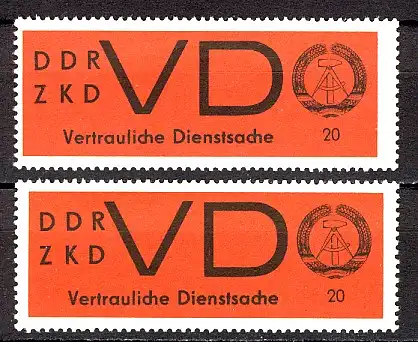 DDR VD
ZKD
Vertrauliche Dienstsache 20
DDR VD
ZKD
Vertrauliche Dienstsache 20